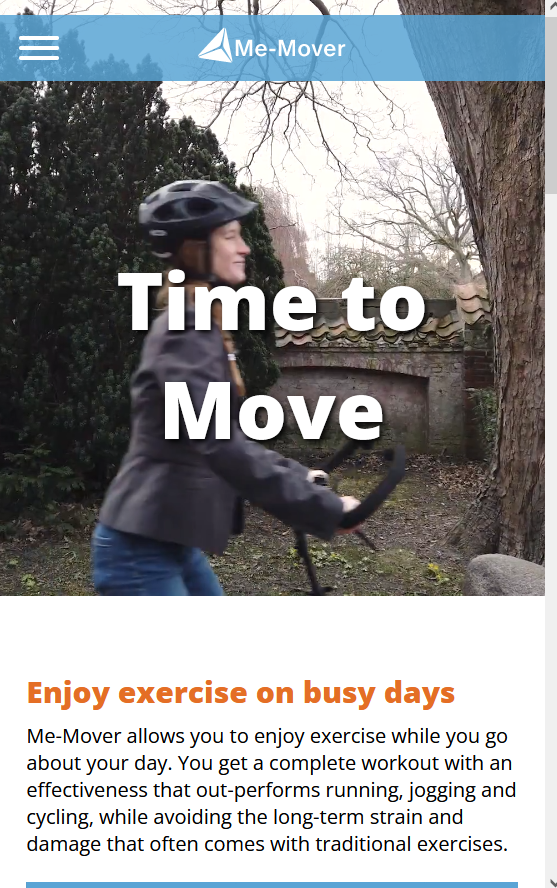 Me-Mover
Time to
Move
Enjoy exercise on busy days
Me-Mover allows you to enjoy exercise while you go
about your day. You get a complete workout with an
effectiveness that out-performs running, jogging and
cycling, while avoiding the long-term strain and
damage that often comes with traditional exercises.